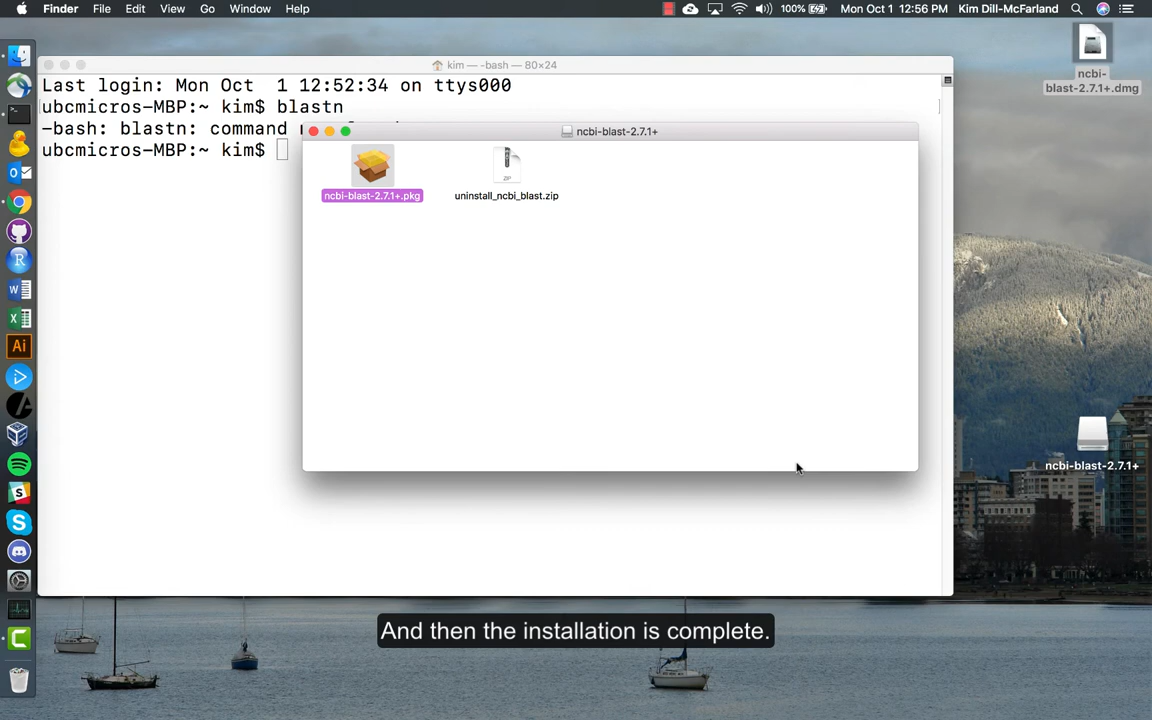 Finder File Edit View Go Window Help 100% Mon Oct 1 12:56 PM Kim Dill-McFarland
kim — -bash — 80×24
Last login: Mon Oct  1 12:52:34 on ttys000
ubcmicros-MBP:~ kim$ blastn
-bash: blastn: command
ubcmicros-MBP:~ kim$
ncbi-blast-2.7.1+
ZIP
ncbi-blast-2.7.1+.pkg
uninstall_ncbi_blast.zip
ncbi-
blast-2.7.1+.dmg
ncbi-blast-2.7.1+
Ai
And then the installation is complete.